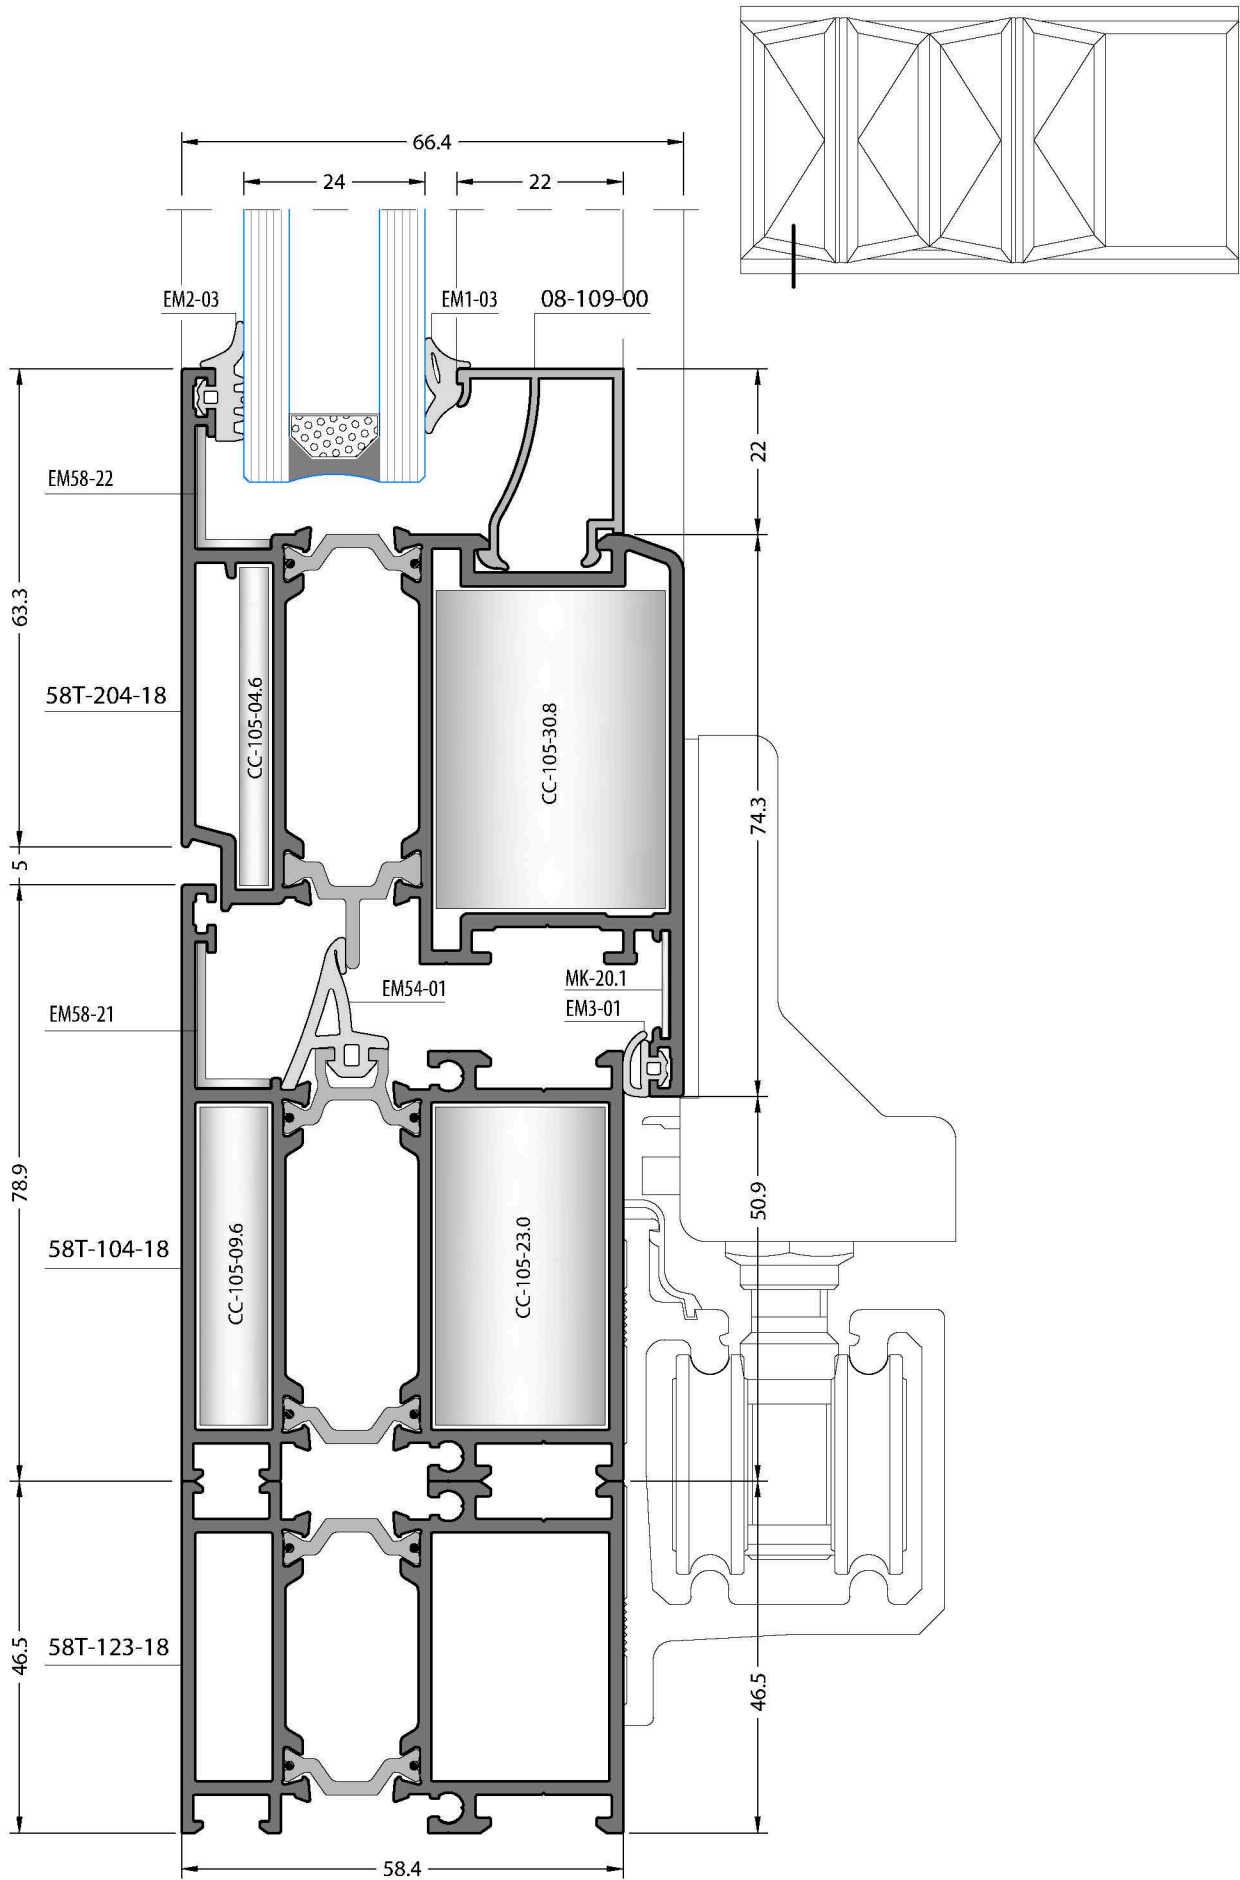 66.4
24
22
EM2-03
EM1-03
08-109-00
22
EM58-22
63.3
58T-204-18
CC-105-04.6
CC-105-30.8
74.3
5
EM54-01
MK-20.1
EM3-01
EM58-21
78.9
50.9
58T-104-18
CC-105-09.6
CC-105-23.0
46.5
58T-123-18
46.5
58.4